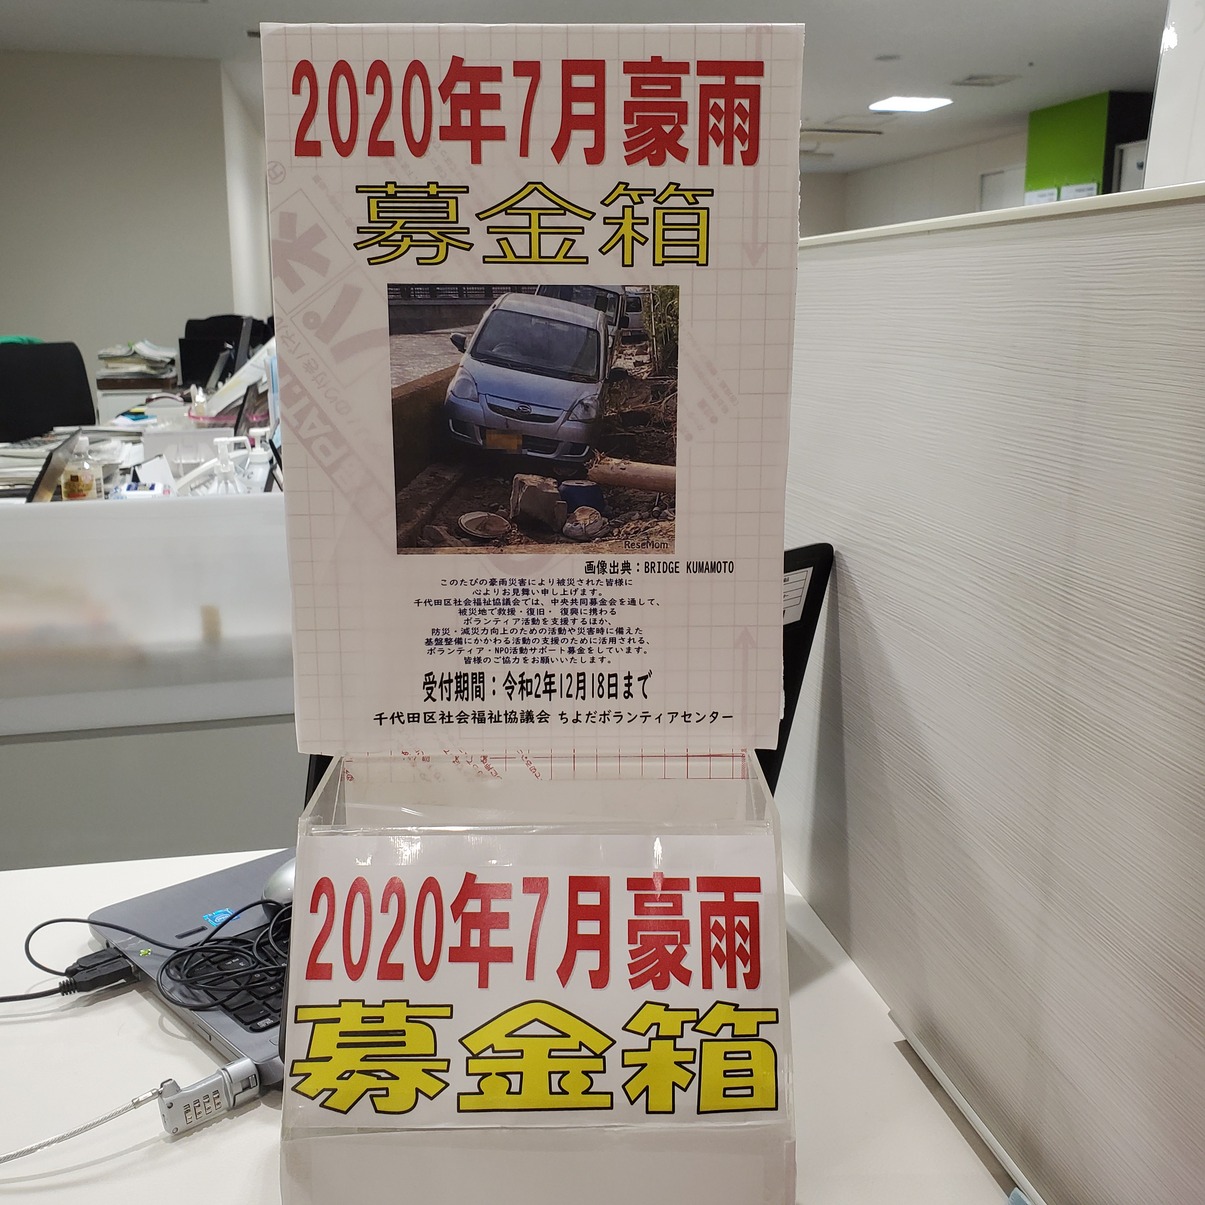 2020年7月豪雨
募金箱
ReseMom
画像出典：BRIDGE KUMAMOTO
このたびの豪雨災害により被災された皆様に
心よりお見舞い申し上げます。
千代田区社会福祉協議会では、中央共同募金会を通して、
被災地で救援・復旧・ 復興に携わる
ボランティア活動を支援するほか、
防災・減災力向上のための活動や災害時に備えた
基盤整備にかかわる活動の支援のために活用される、
ボランティア・NPO活動サポート募金をしています。
皆様のご協力をお願いいたします。
受付期間：令和2年12月18日まで
千代田区社会福祉協議会 ちよだボランティアセンター
2020年7月豪雨
募金箱